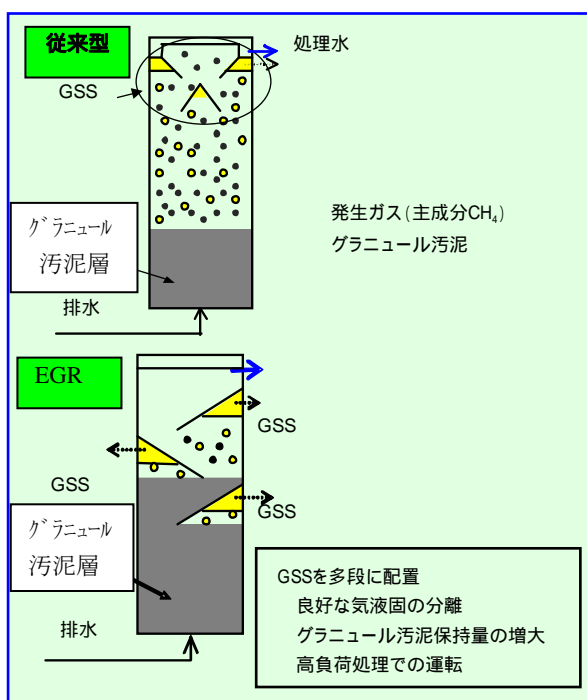 従来型
処理水
GSS
発生ガス(主成分CH₄)
グラニュール汚泥
グラニュール
汚泥層
排水
EGR
GSS
GSS
GSS
グラニュール
汚泥層
排水
GSSを多段に配置
良好な気液固の分離
グラニュール汚泥保持量の増大
高負荷処理での運転